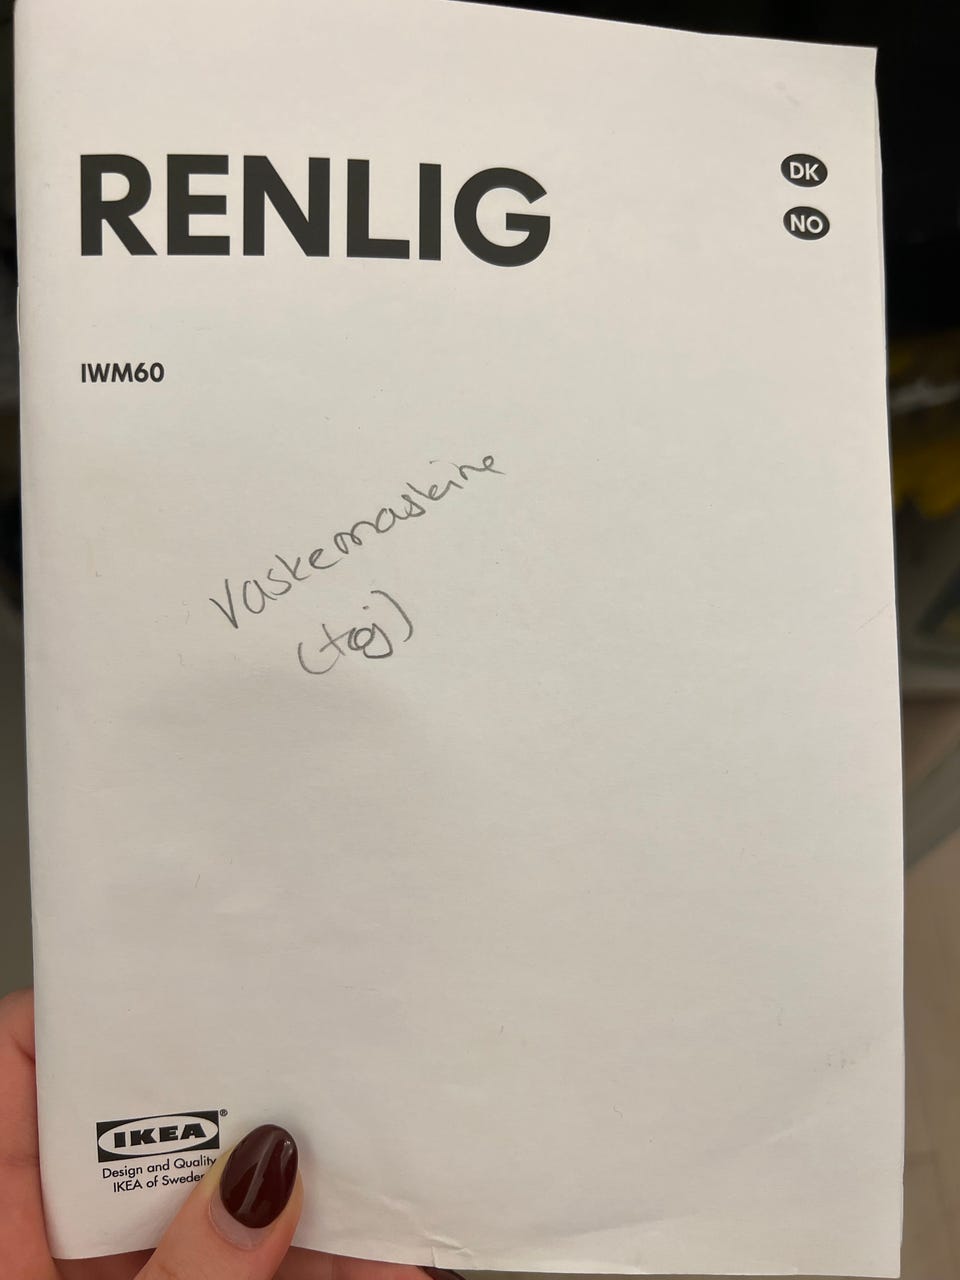 RENLIG
DK
NO
IWM60
Vaskemaskine
(tøj)
IKEA®
Design and Quality
IKEA of Sweden